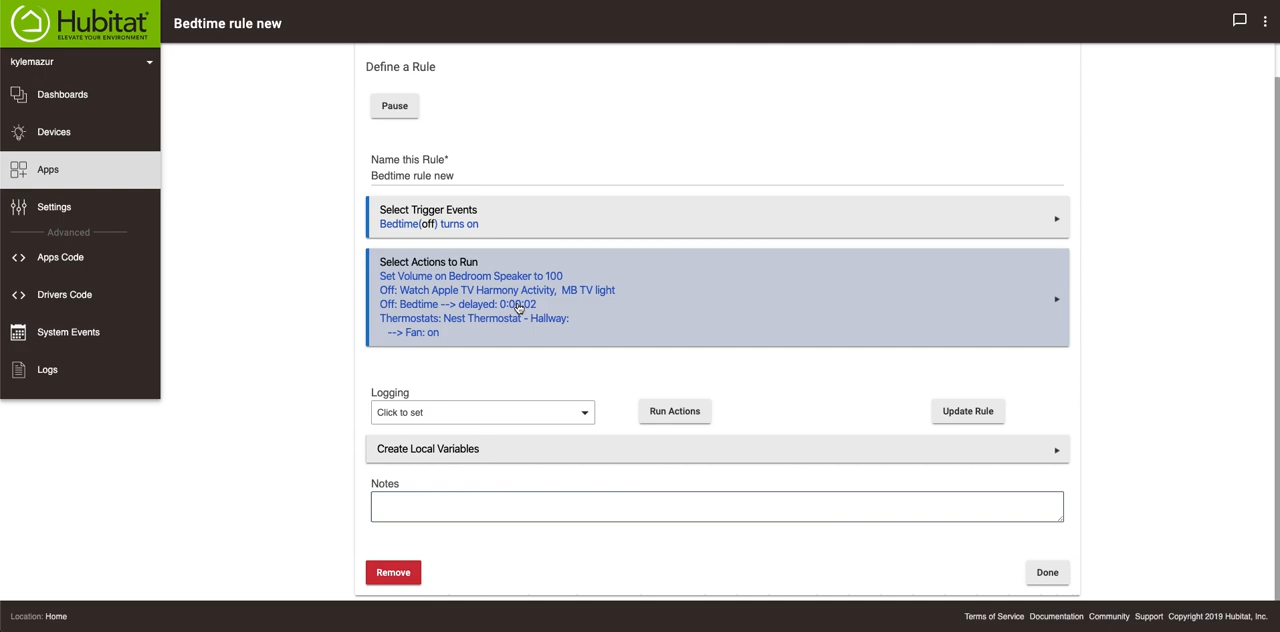 Hubitat
ELEVATE YOUR ENVIRONMENT
Bedtime rule new
kylemazur
Dashboards
Devices
Apps
Settings
Advanced
Apps Code
Drivers Code
System Events
Logs
Define a Rule
Pause
Name this Rule*
Bedtime rule new
Select Trigger Events
Bedtime(off) turns on
Select Actions to Run
Set Volume on Bedroom Speaker to 100
Off: Watch Apple TV Harmony Activity, MB TV light
Off: Bedtime --> delayed: 0:00:02
Thermostats: Nest Thermostat - Hallway:
--> Fan: on
Logging
Click to set
Run Actions
Update Rule
Create Local Variables
Notes
Remove
Done
Location: Home
Terms of Service Documentation Community Support Copyright 2019 Hubitat, Inc.